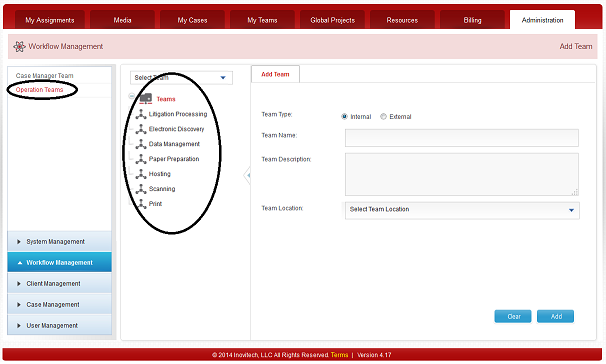 My Assignments Media My Cases My Teams Global Projects Resources Billing Administration
Workflow Management Add Team
Case Manager Team
Operation Teams
Select Team
Teams
Litigation Processing
Electronic Discovery
Data Management
Paper Preparation
Hosting
Scanning
Print
Add Team
Team Type: Internal External
Team Name:
Team Description:
Team Location: Select Team Location
Clear Add
System Management
Workflow Management
Client Management
Case Management
User Management
© 2014 Inovitech, LLC All Rights Reserved. Terms | Version 4.17